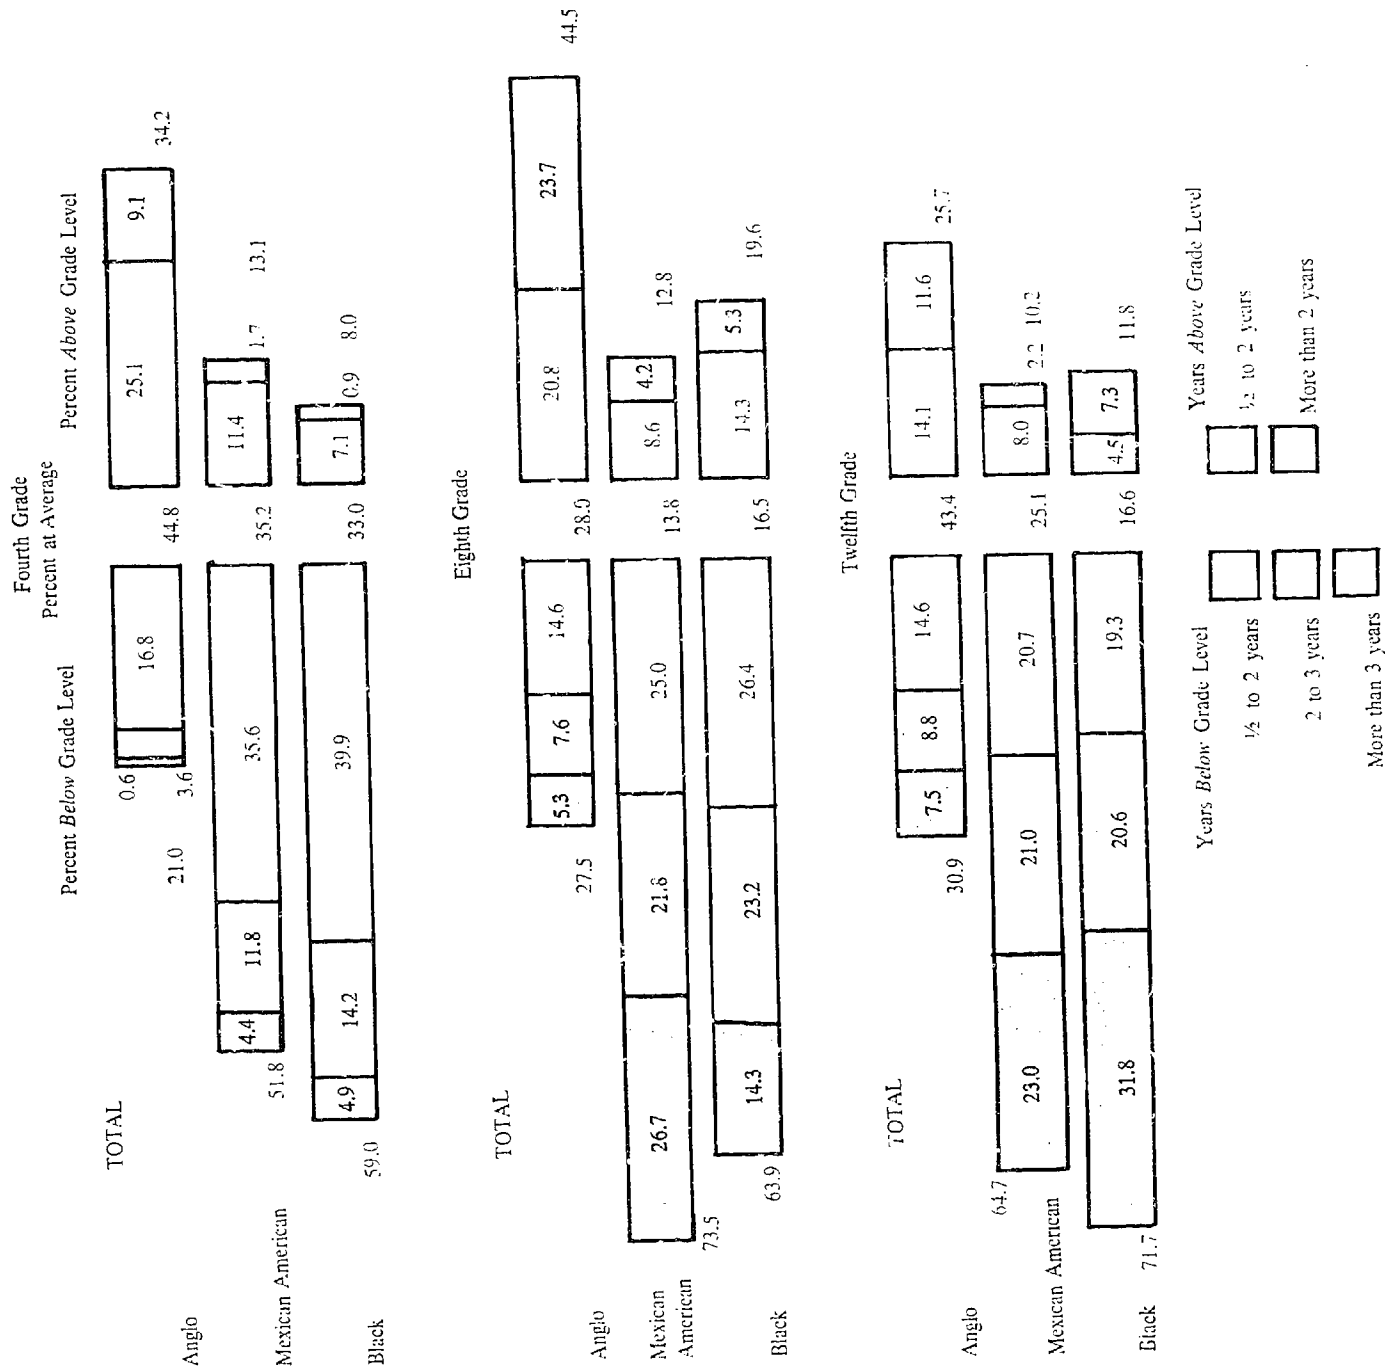 Fourth Grade
Percent Below Grade Level Percent at Average Percent Above Grade Level
TOTAL
Anglo 21.0 0.6 3.6 16.8 44.8 25.1 9.1 34.2
Mexican American 51.8 4.4 11.8 35.6 35.2 11.4 1.7 13.1
Black 59.0 4.9 14.2 39.9 33.0 7.1 0.9 8.0
Eighth Grade
TOTAL
Anglo 27.5 5.3 7.6 14.6 28.0 20.8 23.7 44.5
Mexican
American 73.5 26.7 21.8 25.0 13.8 8.6 4.2 12.8
Black 63.9 14.3 23.2 26.4 16.5 14.3 5.3 19.6
Twelfth Grade
TOTAL
Anglo 30.9 7.5 8.8 14.6 43.4 14.1 11.6 25.7
Mexican American 64.7 23.0 21.0 20.7 25.1 8.0 2.2 10.2
Black 71.7 31.8 20.6 19.3 16.6 4.5 7.3 11.8
Years Below Grade Level Years Above Grade Level
½ to 2 years ½ to 2 years
2 to 3 years More than 2 years
More than 3 years